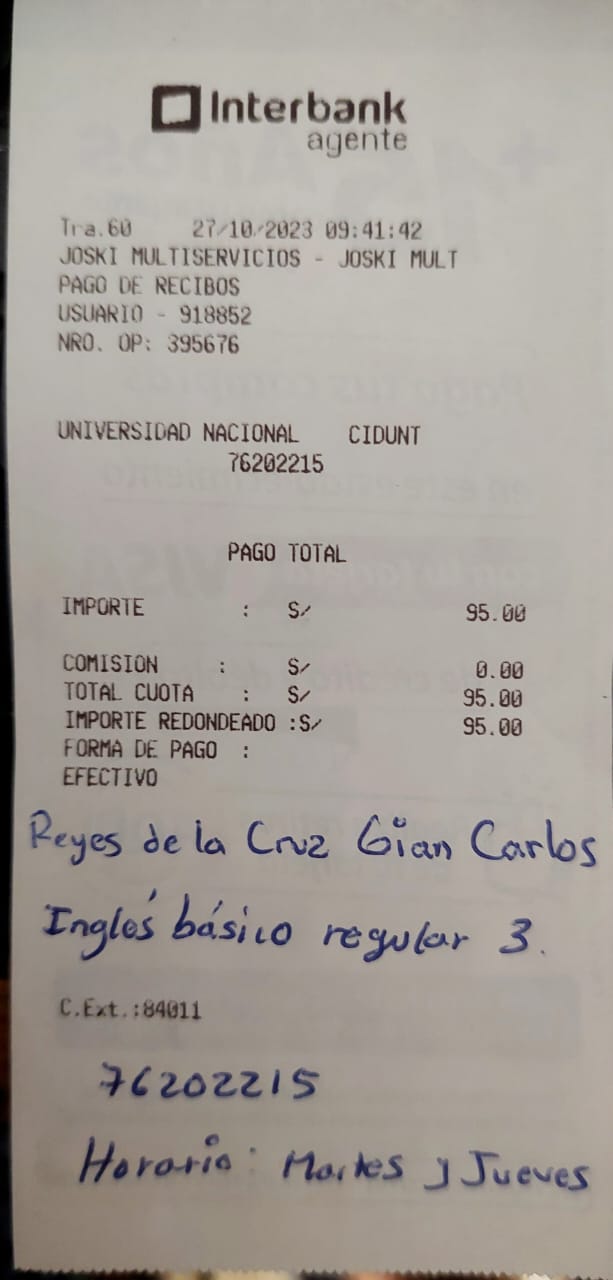 Interbank
agente
Tra.60 27/10/2023 09:41:42
JOSKI MULTISERVICIOS - JOSKI MULT
PAGO DE RECIBOS
USUARIO - 918852
NRO. OP: 395676
UNIVERSIDAD NACIONAL CIDUNT
76202215
PAGO TOTAL
IMPORTE : S/ 95.00
COMISION : S/ 0.00
TOTAL CUOTA : S/ 95.00
IMPORTE REDONDEADO :S/ 95.00
FORMA DE PAGO :
EFECTIVO
Reyes de la Cruz Gian Carlos
Inglés básico regular 3.
C.Ext.:84011
76202215
Horario: Martes y Jueves